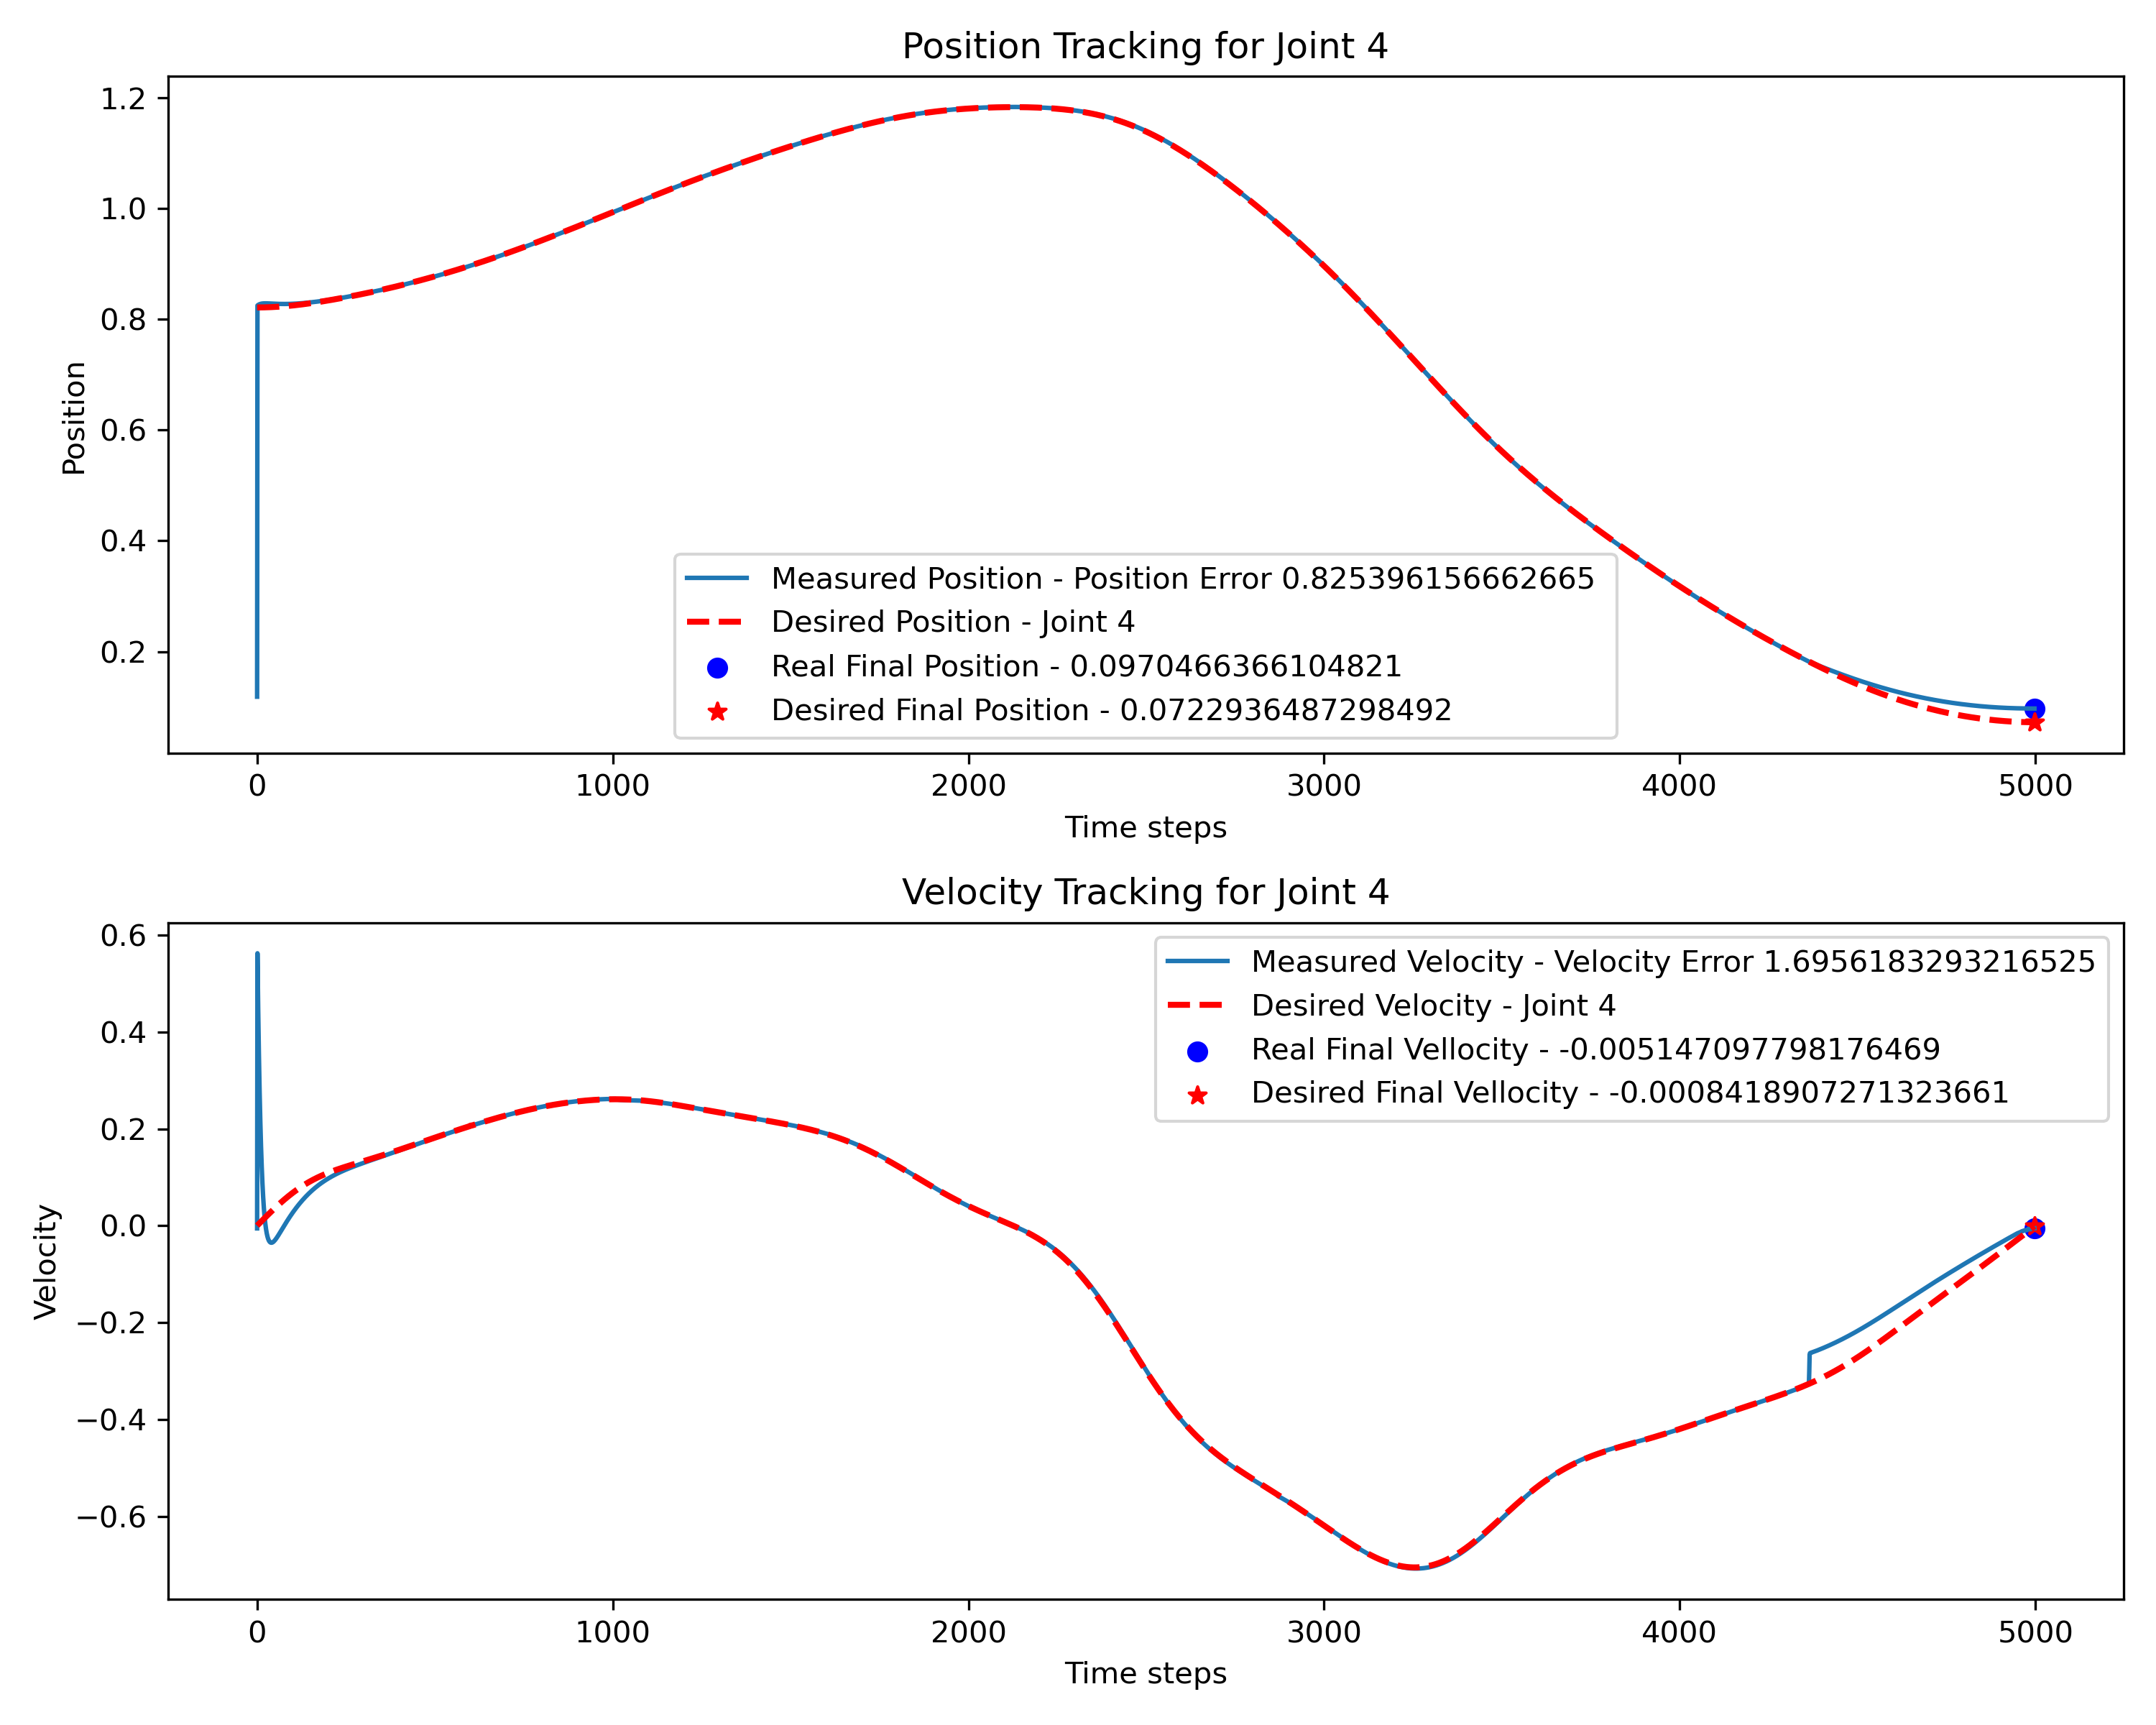 Position Tracking for Joint 4
1.2
1.0
0.8
0.6
0.4
0.2
Position
Measured Position - Position Error 0.825396156662665
Desired Position - Joint 4
Real Final Position - 0.0970466366104821
Desired Final Position - 0.0722936487298492
0 1000 2000 3000 4000 5000
Time steps
Velocity Tracking for Joint 4
0.6
0.4
0.2
0.0
−0.2
−0.4
−0.6
Velocity
Measured Velocity - Velocity Error 1.6956183293216525
Desired Velocity - Joint 4
Real Final Vellocity - -0.005147097798176469
Desired Final Vellocity - -0.0008418907271323661
0 1000 2000 3000 4000 5000
Time steps